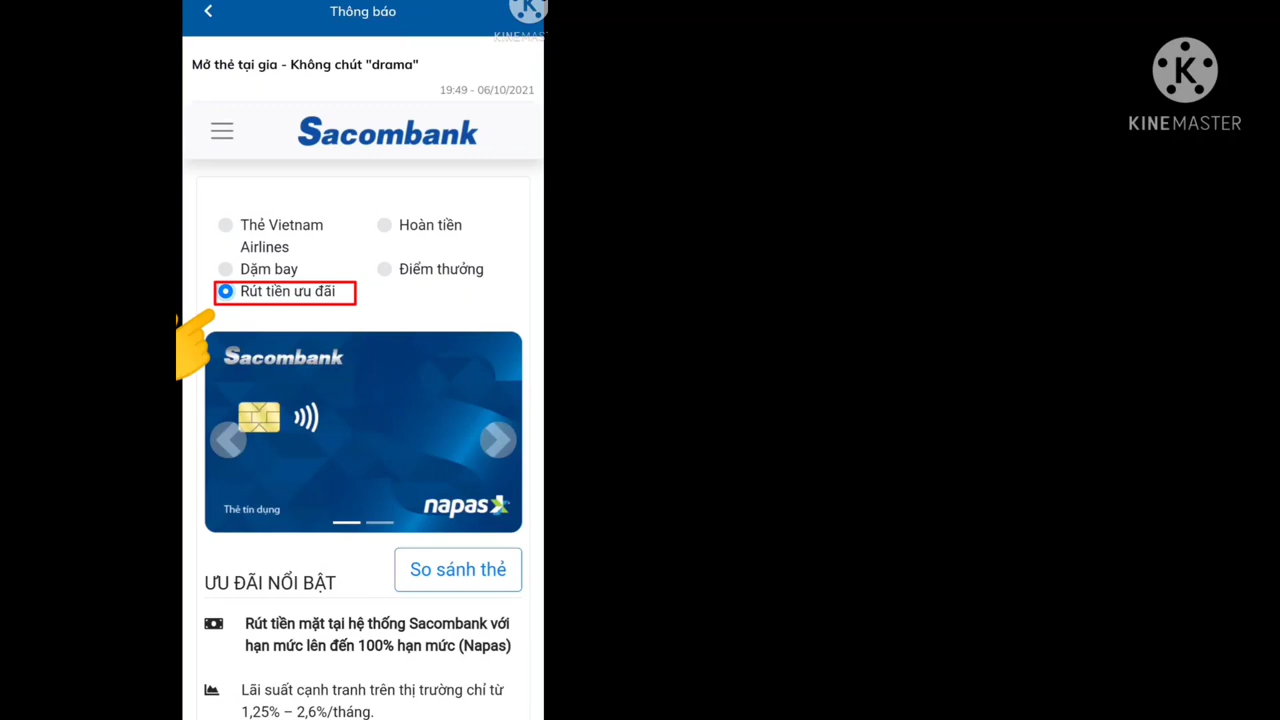 Thông báo
K
KINEMAS
Mở thẻ tại gia - Không chút "drama"
19:49 - 06/10/2021
Sacombank
Thẻ Vietnam
Airlines
Hoàn tiền
Dặm bay
Điểm thưởng
Rút tiền ưu đãi
Sacombank
Thẻ tín dụng
napas
So sánh thẻ
ƯU ĐÃI NỔI BẬT
Rút tiền mặt tại hệ thống Sacombank với
hạn mức lên đến 100% hạn mức (Napas)
Lãi suất cạnh tranh trên thị trường chỉ từ
1,25% – 2,6%/tháng.
K
KINEMASTER